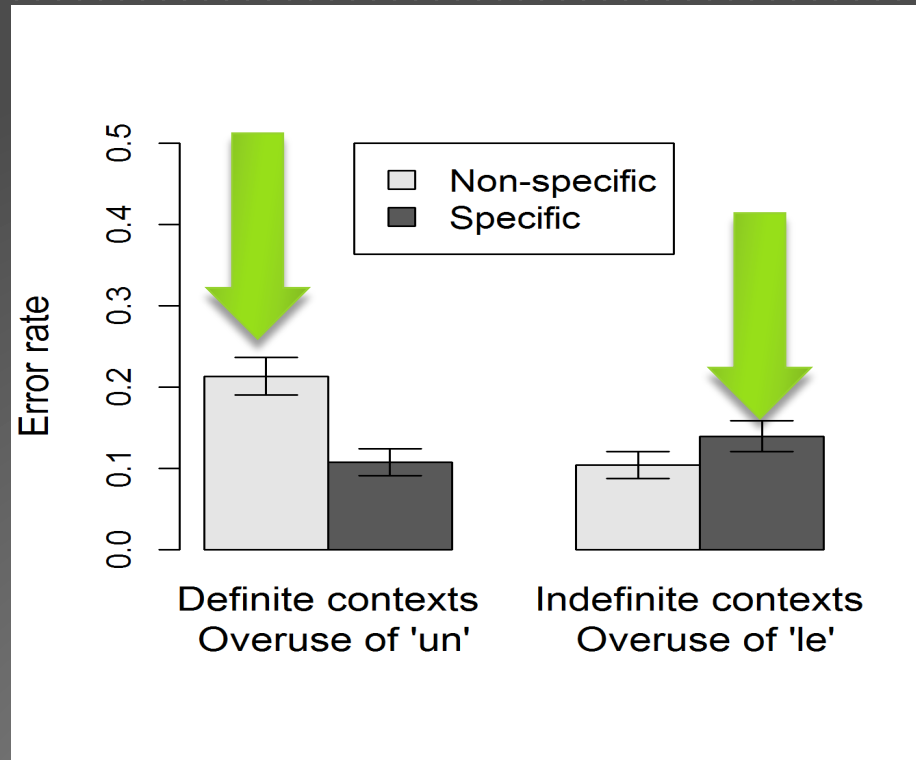 0.5
0.4
0.3
0.2
0.1
0.0
Error rate
Non-specific
Specific
Definite contexts
Overuse of 'un'
Indefinite contexts
Overuse of 'le'